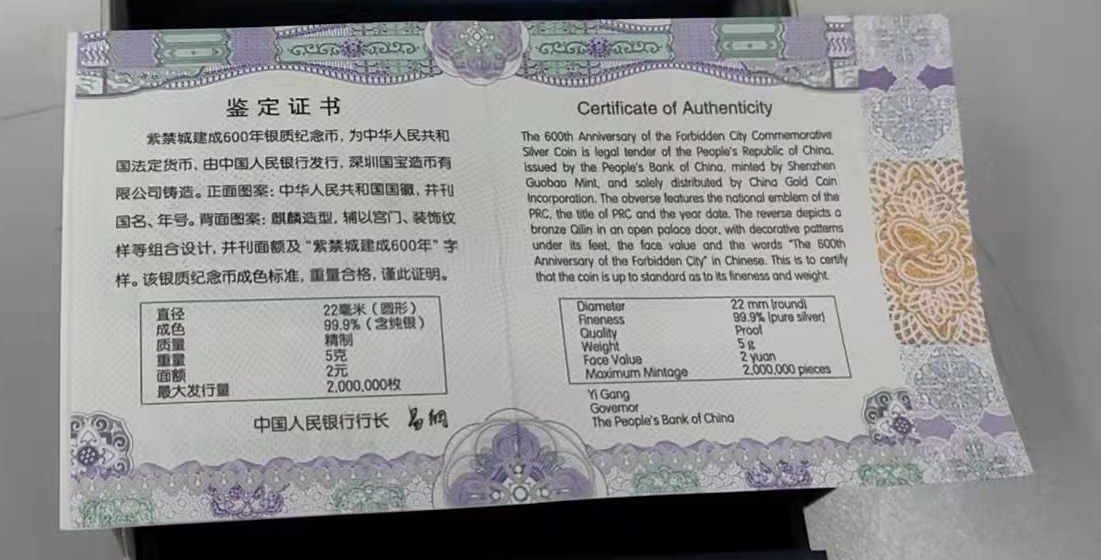 鉴定证书
紫禁城建成600年银质纪念币，为中华人民共和
国法定货币，由中国人民银行发行，深圳国宝造币有
限公司铸造。正面图案：中华人民共和国国徽，并刊
国名、年号。背面图案：麒麟造型，辅以宫门、装饰纹
样等组合设计，并刊面额及“紫禁城建成600年”字
样。该银质纪念币成色标准，重量合格，谨此证明。
直径 22毫米（圆形）
成色 99.9%（含纯银）
质量 精制
重量 5克
面额 2元
最大发行量 2,000,000枚
中国人民银行行长 易纲
Certificate of Authenticity
The 600th Anniversary of the Forbidden City Commemorative
Silver Coin is legal tender of the People's Republic of China,
issued by the People's Bank of China, minted by Shenzhen
Guobao Mint, and solely distributed by China Gold Coin
Incorporation. The obverse features the national emblem of the
PRC, the title of PRC and the year date. The reverse depicts a
bronze Qilin in an open palace door, with decorative patterns
under its feet, the face value and the words "The 600th
Anniversary of the Forbidden City" in Chinese. This is to certify
that the coin is up to standard as to its fineness and weight.
Diameter 22 mm (round)
Fineness 99.9% (pure silver)
Quality Proof
Weight 5 g
Face Value 2 yuan
Maximum Mintage 2,000,000 pieces
Yi Gang
Governor
The People's Bank of China